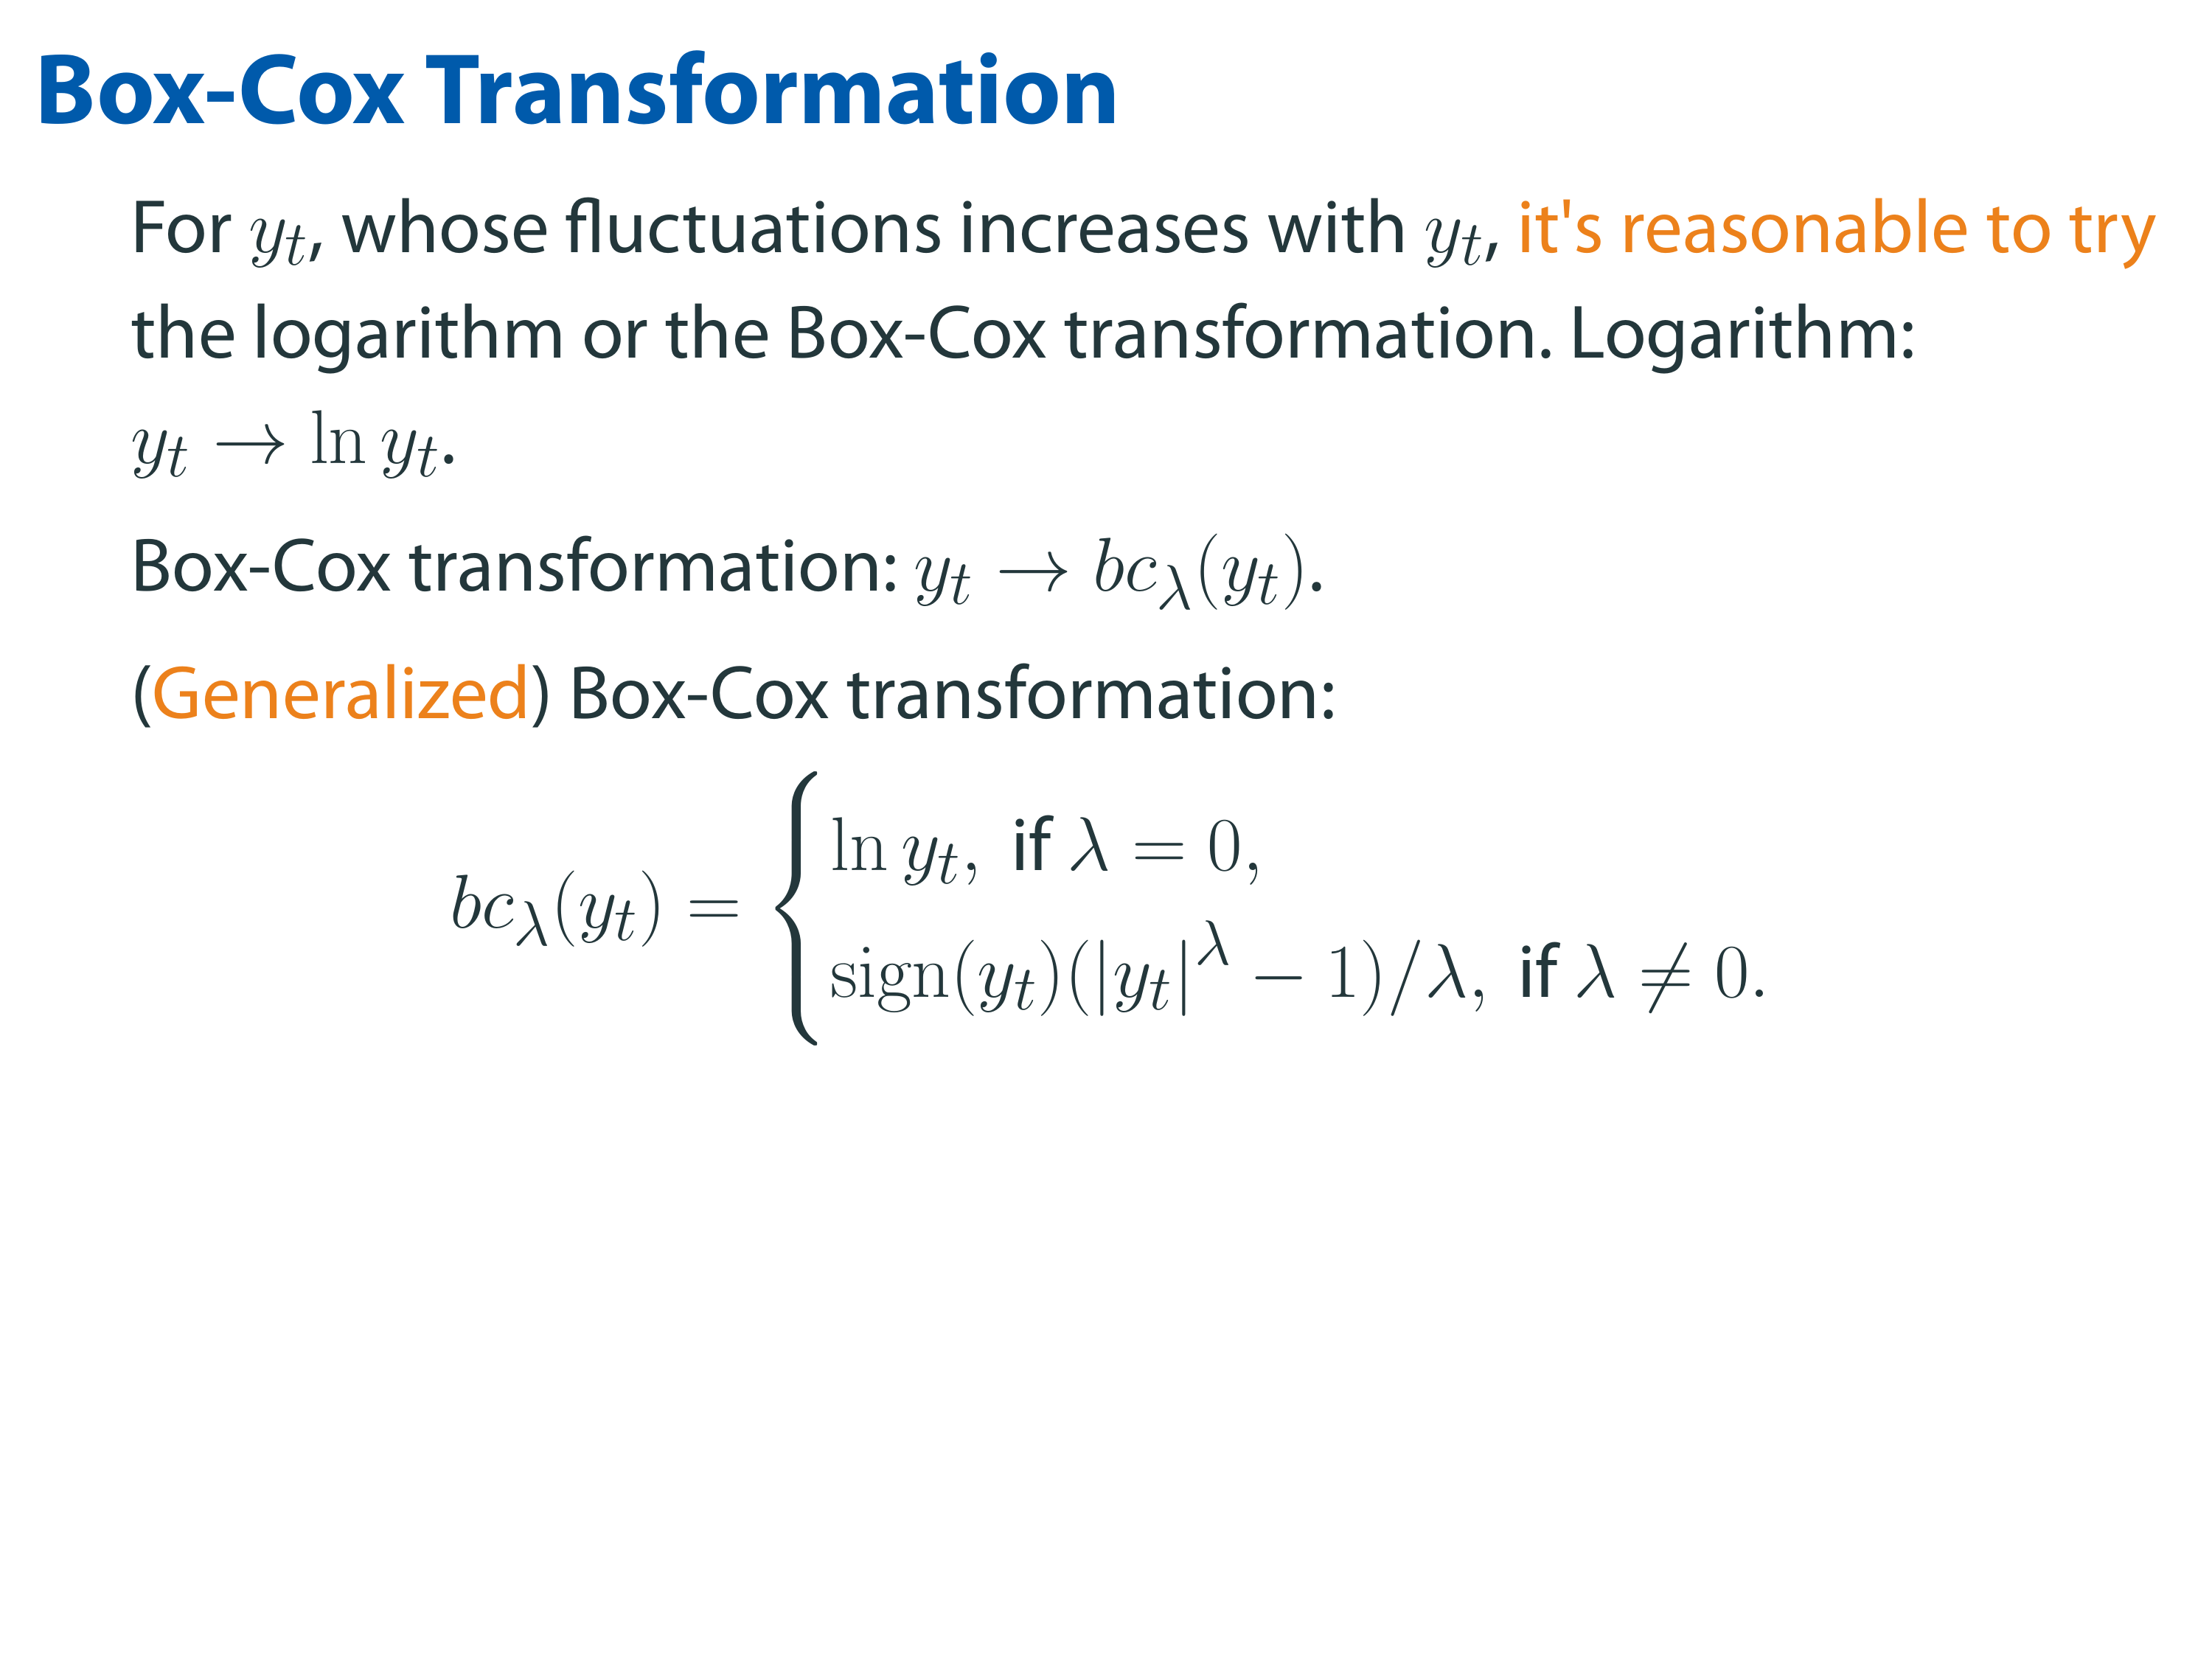 Box-Cox Transformation
For y_t, whose fluctuations increases with y_t, it's reasonable to try
the logarithm or the Box-Cox transformation. Logarithm:
y_t → ln y_t.
Box-Cox transformation: y_t → bc_λ(y_t).
(Generalized) Box-Cox transformation:
bc_λ(y_t) = { ln y_t, if λ = 0,
sign(y_t)(|y_t|^λ − 1)/λ, if λ ≠ 0.